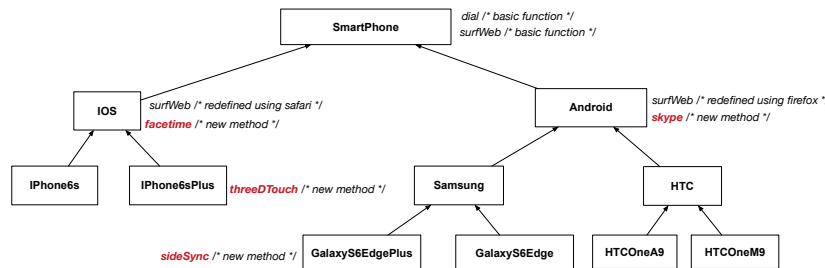 SmartPhone
dial /* basic function */
surfWeb /* basic function */
IOS
surfWeb /* redefined using safari */
facetime /* new method */
Android
surfWeb /* redefined using firefox *
skype /* new method */
IPhone6s
IPhone6sPlus
threeDTouch /* new method */
Samsung
HTC
sideSync /* new method */
GalaxyS6EdgePlus
GalaxyS6Edge
HTCOneA9
HTCOneM9